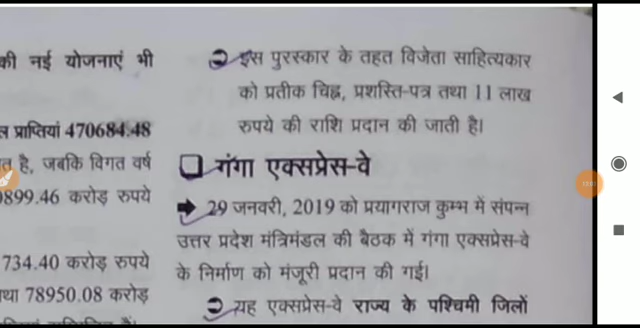 की नई योजनाएं भी
प्राप्तियां 470684.48
है, जबकि विगत वर्ष
899.46 करोड़ रुपये
734.40 करोड़ रुपये
78950.08 करोड़
इस पुरस्कार के तहत विजेता साहित्यकार
को प्रतीक चिह्न, प्रशस्ति-पत्र तथा 11 लाख
रुपये की राशि प्रदान की जाती है।
गंगा एक्सप्रेस-वे
29 जनवरी, 2019 को प्रयागराज कुम्भ में संपन्न
उत्तर प्रदेश मंत्रिमंडल की बैठक में गंगा एक्सप्रेस-वे
के निर्माण को मंजूरी प्रदान की गई।
यह एक्सप्रेस-वे राज्य के पश्चिमी जिलों